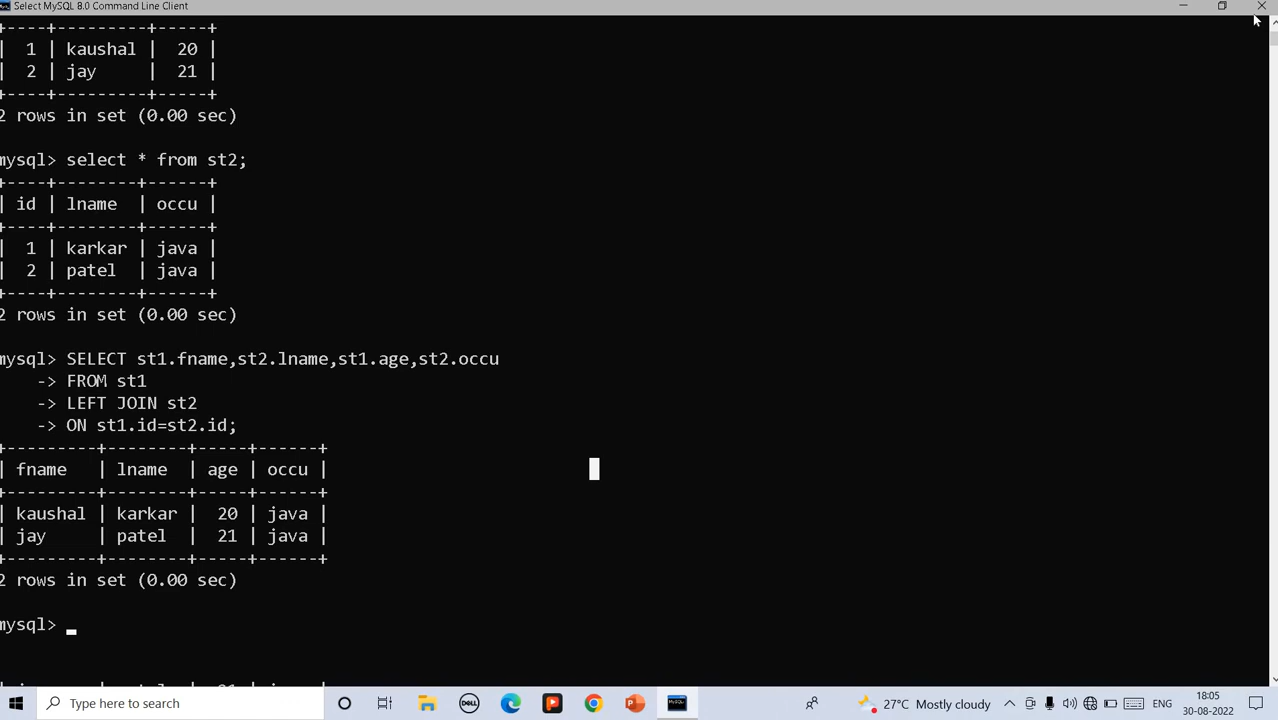 Select MySQL 8.0 Command Line Client
+----+---------+-----+
| 1 | kaushal | 20 |
| 2 | jay | 21 |
+----+---------+-----+
2 rows in set (0.00 sec)
mysql> select * from st2;
+----+--------+------+
| id | lname | occu |
+----+--------+------+
| 1 | karkar | java |
| 2 | patel | java |
+----+--------+------+
2 rows in set (0.00 sec)
mysql> SELECT st1.fname,st2.lname,st1.age,st2.occu
-> FROM st1
-> LEFT JOIN st2
-> ON st1.id=st2.id;
+---------+--------+-----+------+
| fname | lname | age | occu |
+---------+--------+-----+------+
| kaushal | karkar | 20 | java |
| jay | patel | 21 | java |
+---------+--------+-----+------+
2 rows in set (0.00 sec)
mysql>
Type here to search
27°C Mostly cloudy
ENG
18:05
30-08-2022